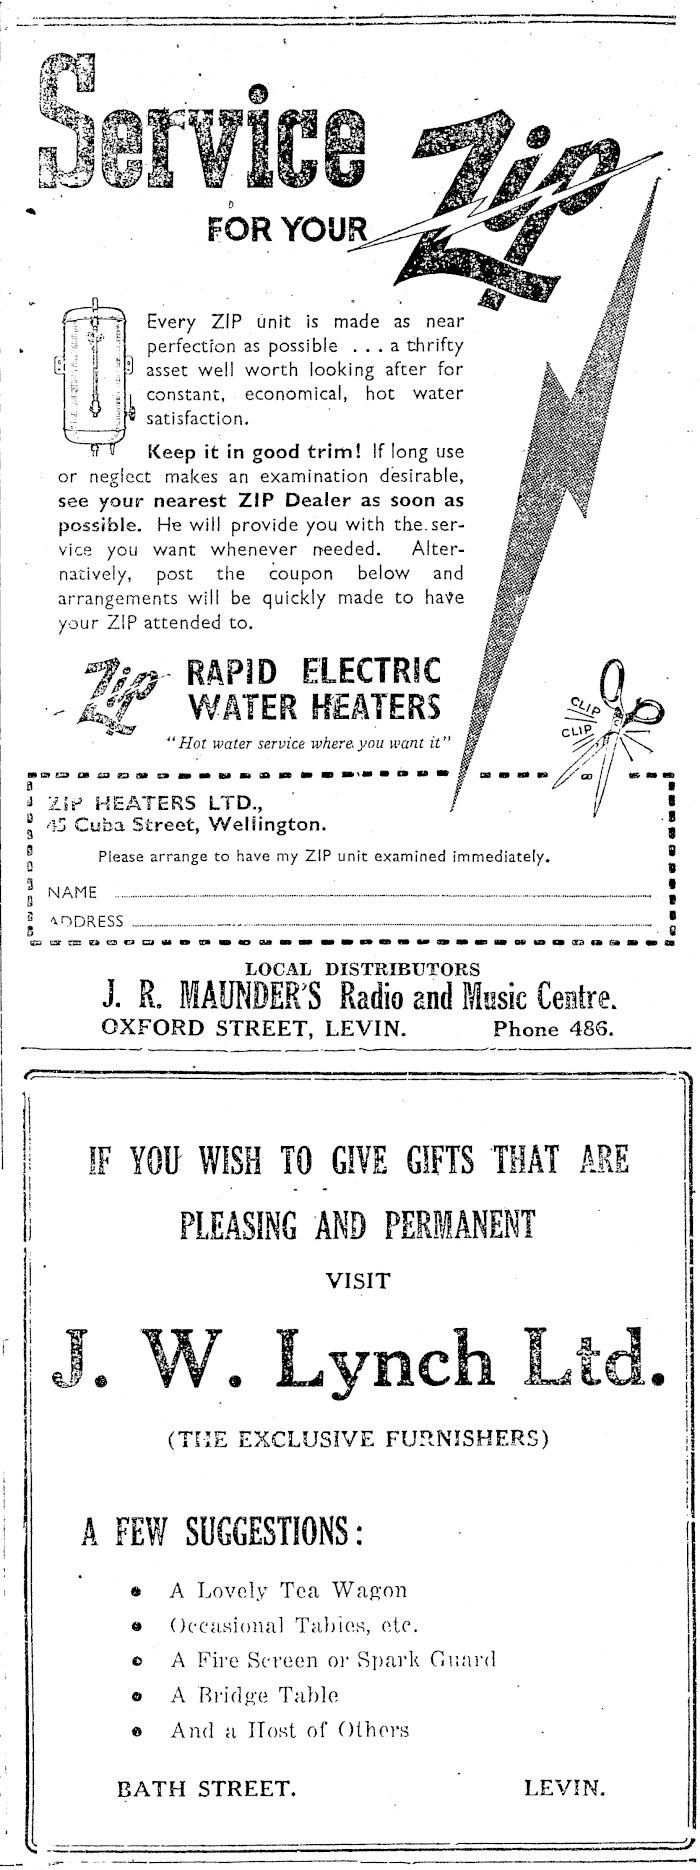 Service
FOR YOUR
Zip
Every ZIP unit is made as near
perfection as possible ... a thrifty
asset well worth looking after for
constant, economical, hot water
satisfaction.
Keep it in good trim! If long use
or neglect makes an examination desirable,
see your nearest ZIP Dealer as soon as
possible. He will provide you with the ser-
vice you want whenever needed. Alter-
natively, post the coupon below and
arrangements will be quickly made to have
your ZIP attended to.
Zip RAPID ELECTRIC
WATER HEATERS
"Hot water service where you want it"
CLIP
CLIP
ZIP HEATERS LTD.,
45 Cuba Street, Wellington.
Please arrange to have my ZIP unit examined immediately.
NAME
ADDRESS
LOCAL DISTRIBUTORS
J. R. MAUNDER'S Radio and Music Centre.
OXFORD STREET, LEVIN. Phone 486.
IF YOU WISH TO GIVE GIFTS THAT ARE
PLEASING AND PERMANENT
VISIT
J. W. Lynch Ltd.
(THE EXCLUSIVE FURNISHERS)
A FEW SUGGESTIONS:
• A Lovely Tea Wagon
• Occasional Tables, etc.
• A Fire Screen or Spark Guard
• A Bridge Table
• And a Host of Others
BATH STREET. LEVIN.